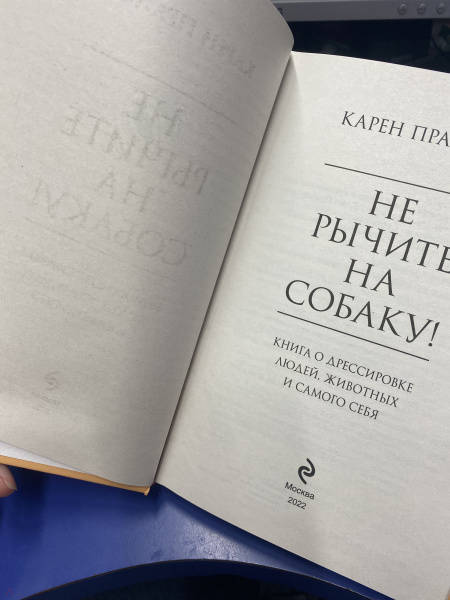 КАРЕН ПРА
НЕ
РЫЧИТЕ
НА
СОБАКУ!
КНИГА О ДРЕССИРОВКЕ
ЛЮДЕЙ, ЖИВОТНЫХ
И САМОГО СЕБЯ
Москва
2022